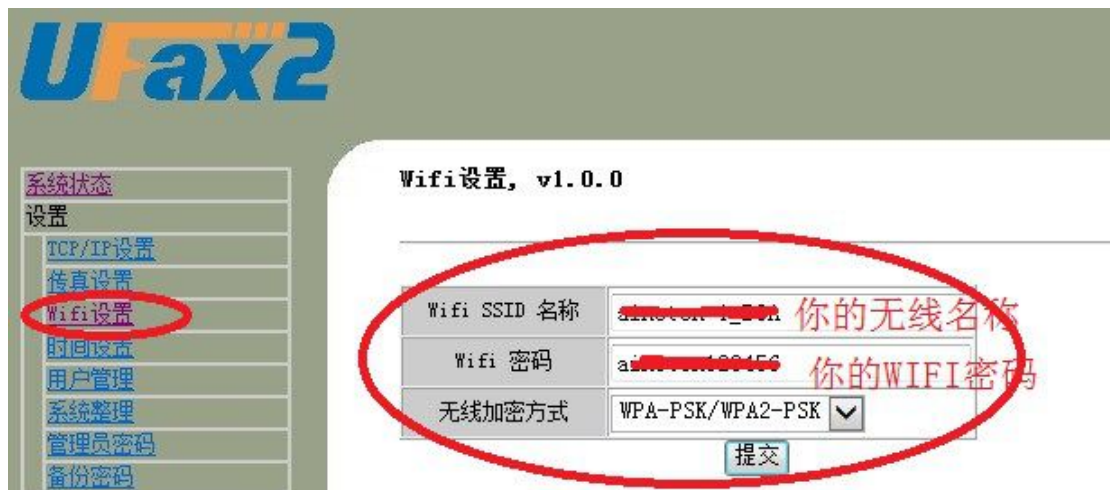 UFax2
系统状态
设置
TCP/IP设置
传真设置
Wifi设置
时间设置
用户管理
系统整理
管理员密码
备份密码
Wifi设置, v1.0.0
Wifi SSID 名称 你的无线名称
Wifi 密码 你的WIFI密码
无线加密方式 WPA-PSK/WPA2-PSK
提交